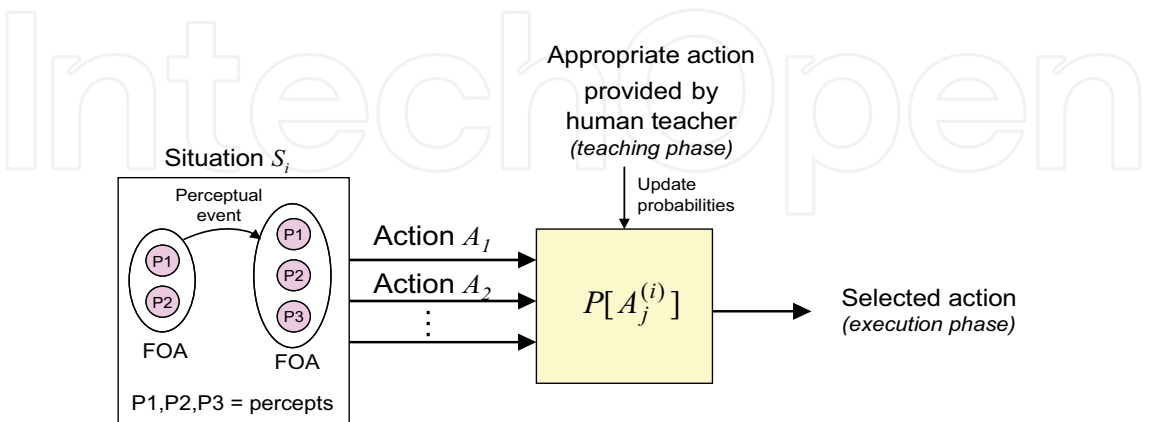 IntechOpen
Appropriate action
provided by
human teacher
(teaching phase)
Situation S_i
Perceptual
event
Update
probabilities
P1
P2
FOA
P1
P2
P3
FOA
P1,P2,P3 = percepts
Action A_1
Action A_2
⋮
P[A_j^{(i)}]
Selected action
(execution phase)